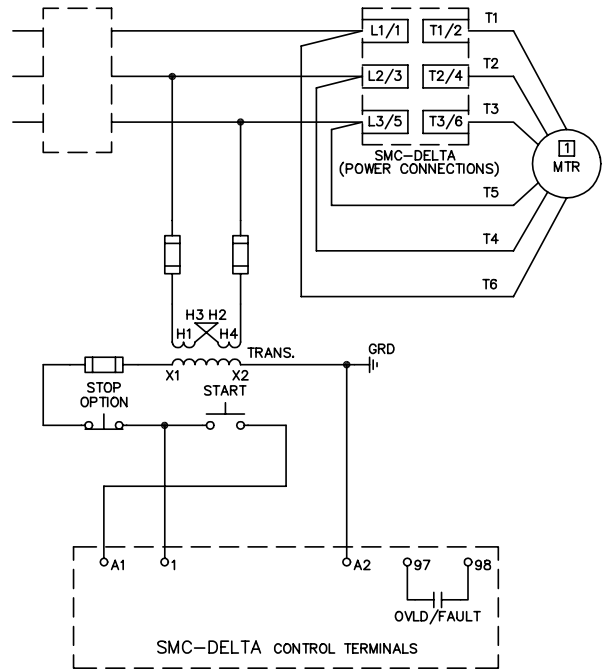 T1
L1/1 T1/2
T2
L2/3 T2/4
T3
L3/5 T3/6
1
MTR
SMC-DELTA
(POWER CONNECTIONS)
T5
T4
T6
H3 H2
H1 H4
TRANS.
GRD
X1 X2
STOP
OPTION
START
A1 1 A2 97 98
OVLD/FAULT
SMC-DELTA CONTROL TERMINALS